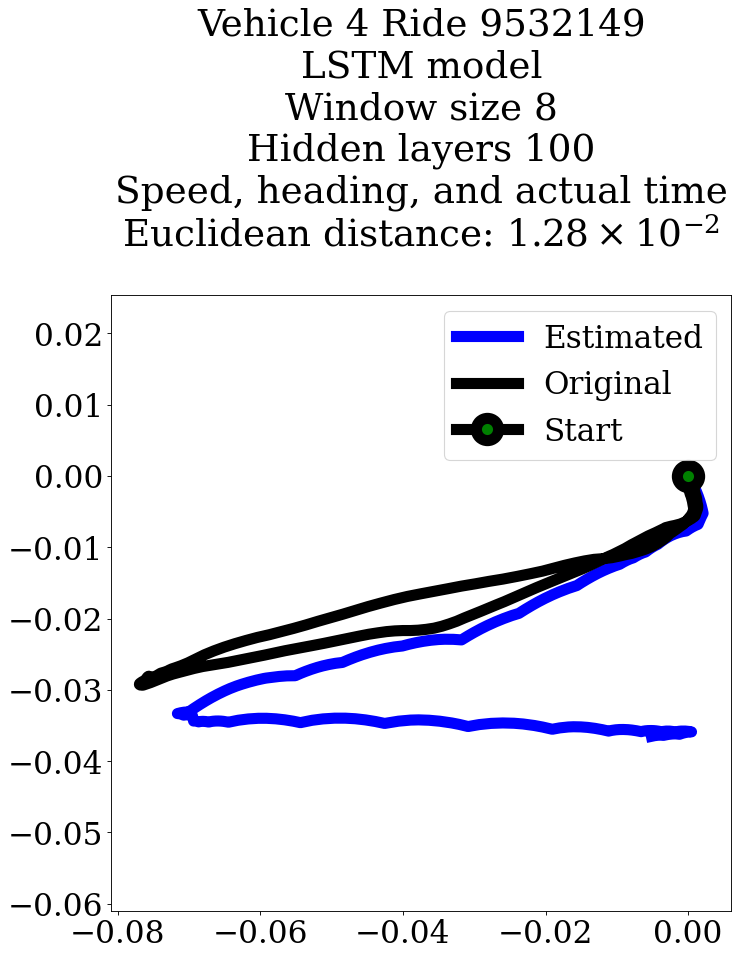 Vehicle 4 Ride 9532149
LSTM model
Window size 8
Hidden layers 100
Speed, heading, and actual time
Euclidean distance: 1.28 × 10⁻²
Estimated
Original
Start
0.02
0.01
0.00
−0.01
−0.02
−0.03
−0.04
−0.05
−0.06
−0.08 −0.06 −0.04 −0.02 0.00